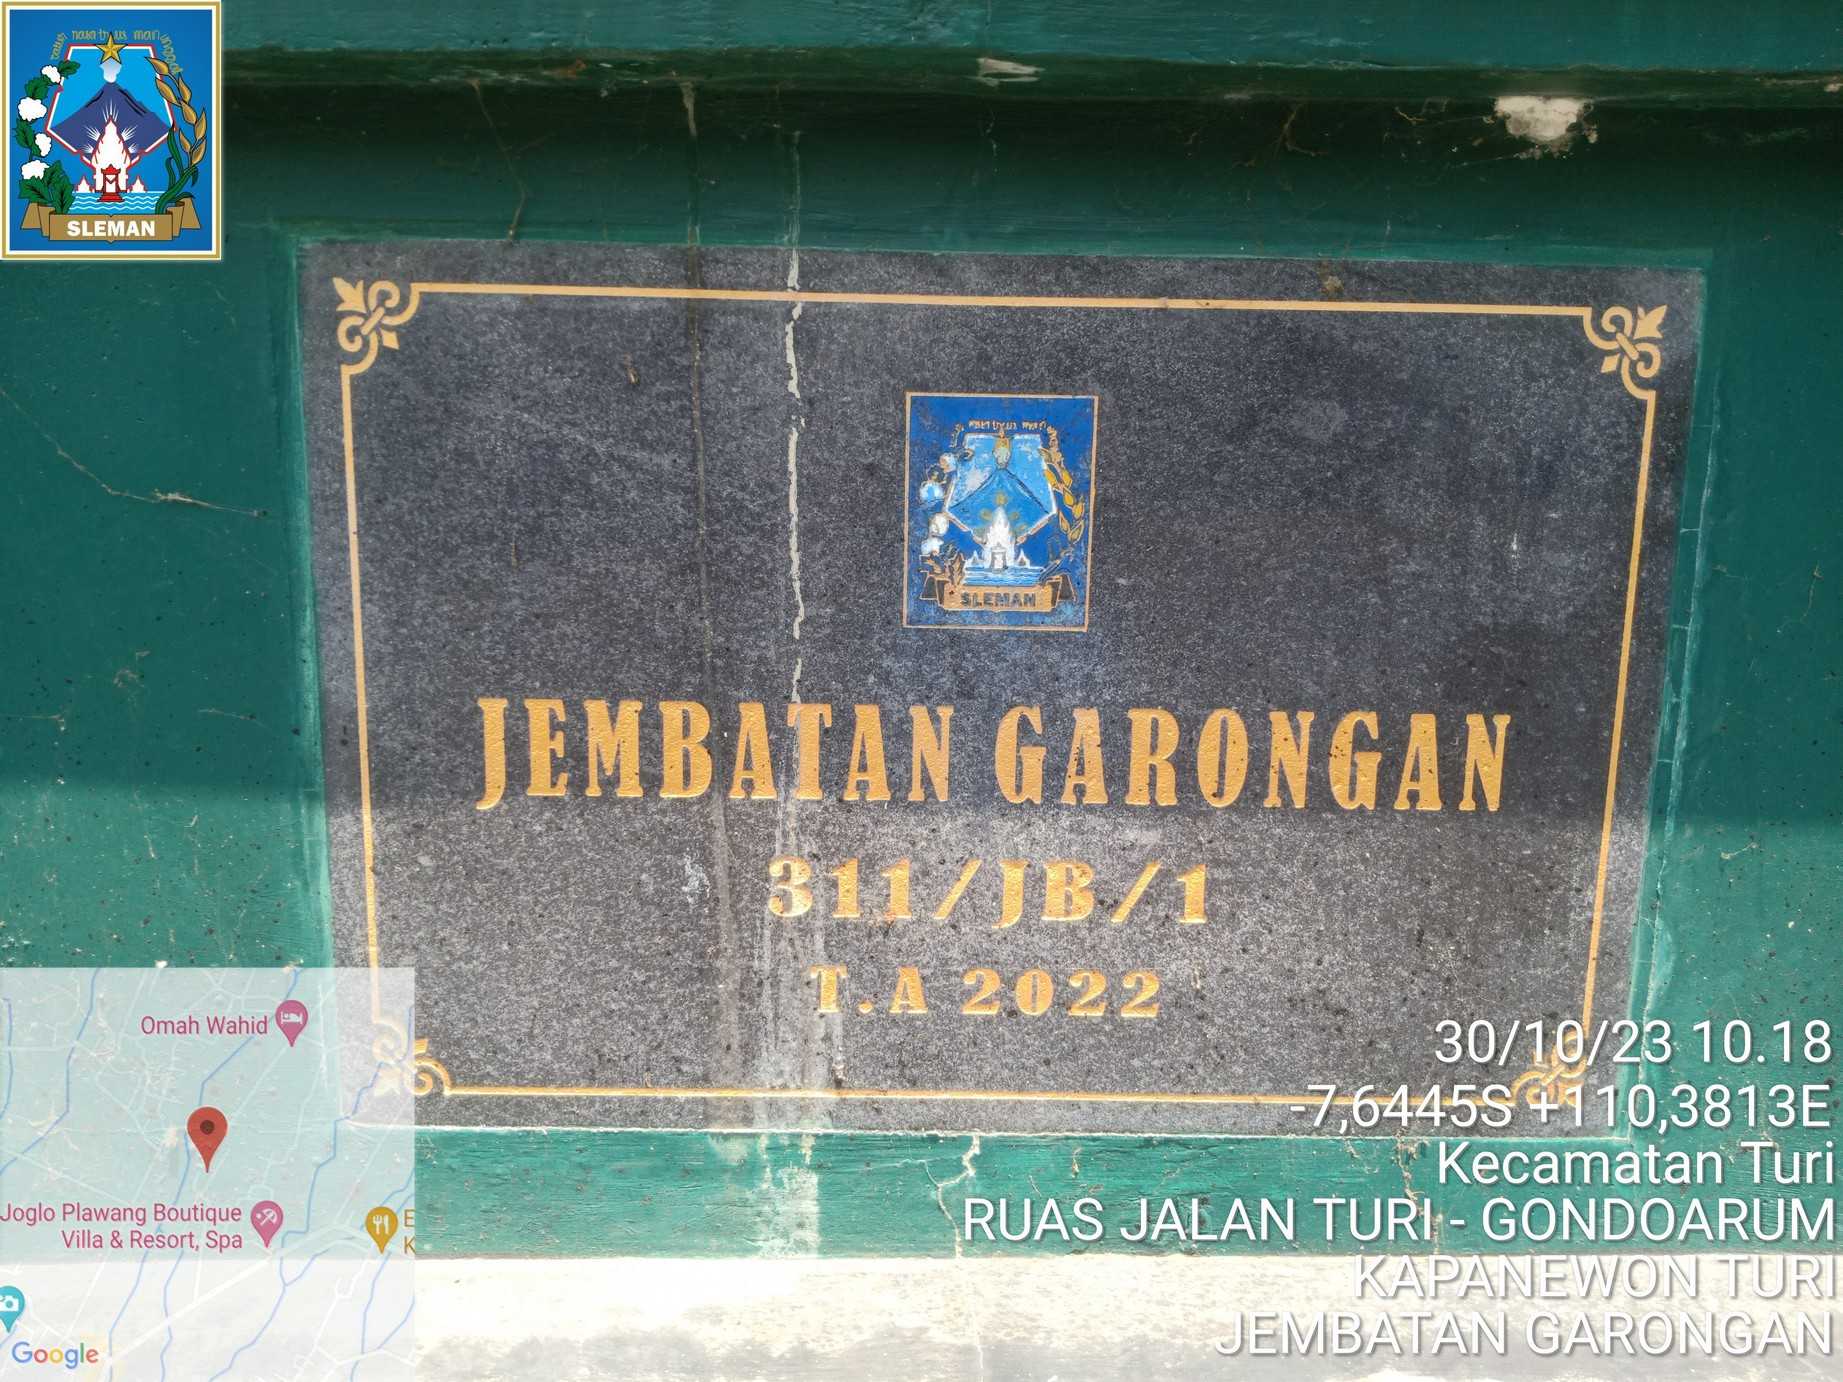 SLEMAN
SLEMAN
JEMBATAN GARONGAN
311/JB/1
T.A 2022
Omah Wahid
Joglo Plawang Boutique
Villa & Resort, Spa
Google
30/10/23 10.18
-7,6445S +110,3813E
Kecamatan Turi
RUAS JALAN TURI - GONDOARUM
KAPANEWON TURI
JEMBATAN GARONGAN